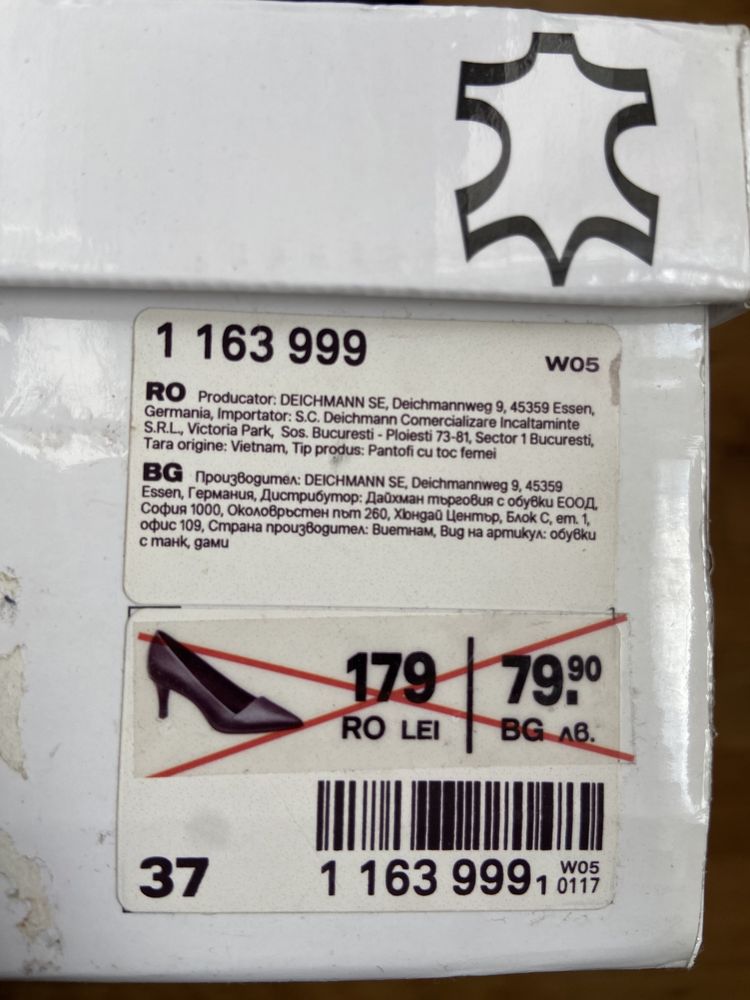 1 163 999
W05
RO Producator: DEICHMANN SE, Deichmannweg 9, 45359 Essen,
Germania, Importator: S.C. Deichmann Comercializare Incaltaminte
S.R.L., Victoria Park, Sos. Bucuresti - Ploiesti 73-81, Sector 1 Bucuresti,
Tara origine: Vietnam, Tip produs: Pantofi cu toc femei
BG Производител: DEICHMANN SE, Deichmannweg 9, 45359
Essen, Германия, Дистрибутор: Дайхман търговия с обувки ЕООД,
София 1000, Околовръстен път 260, Хюндай Център, Блок С, ет. 1,
офис 109, Страна производител: Виетнам, Вид на артикул: обувки
с танк, дами
179
RO LEI
79.90
BG лв.
37
1 163 999 1
W05
0117